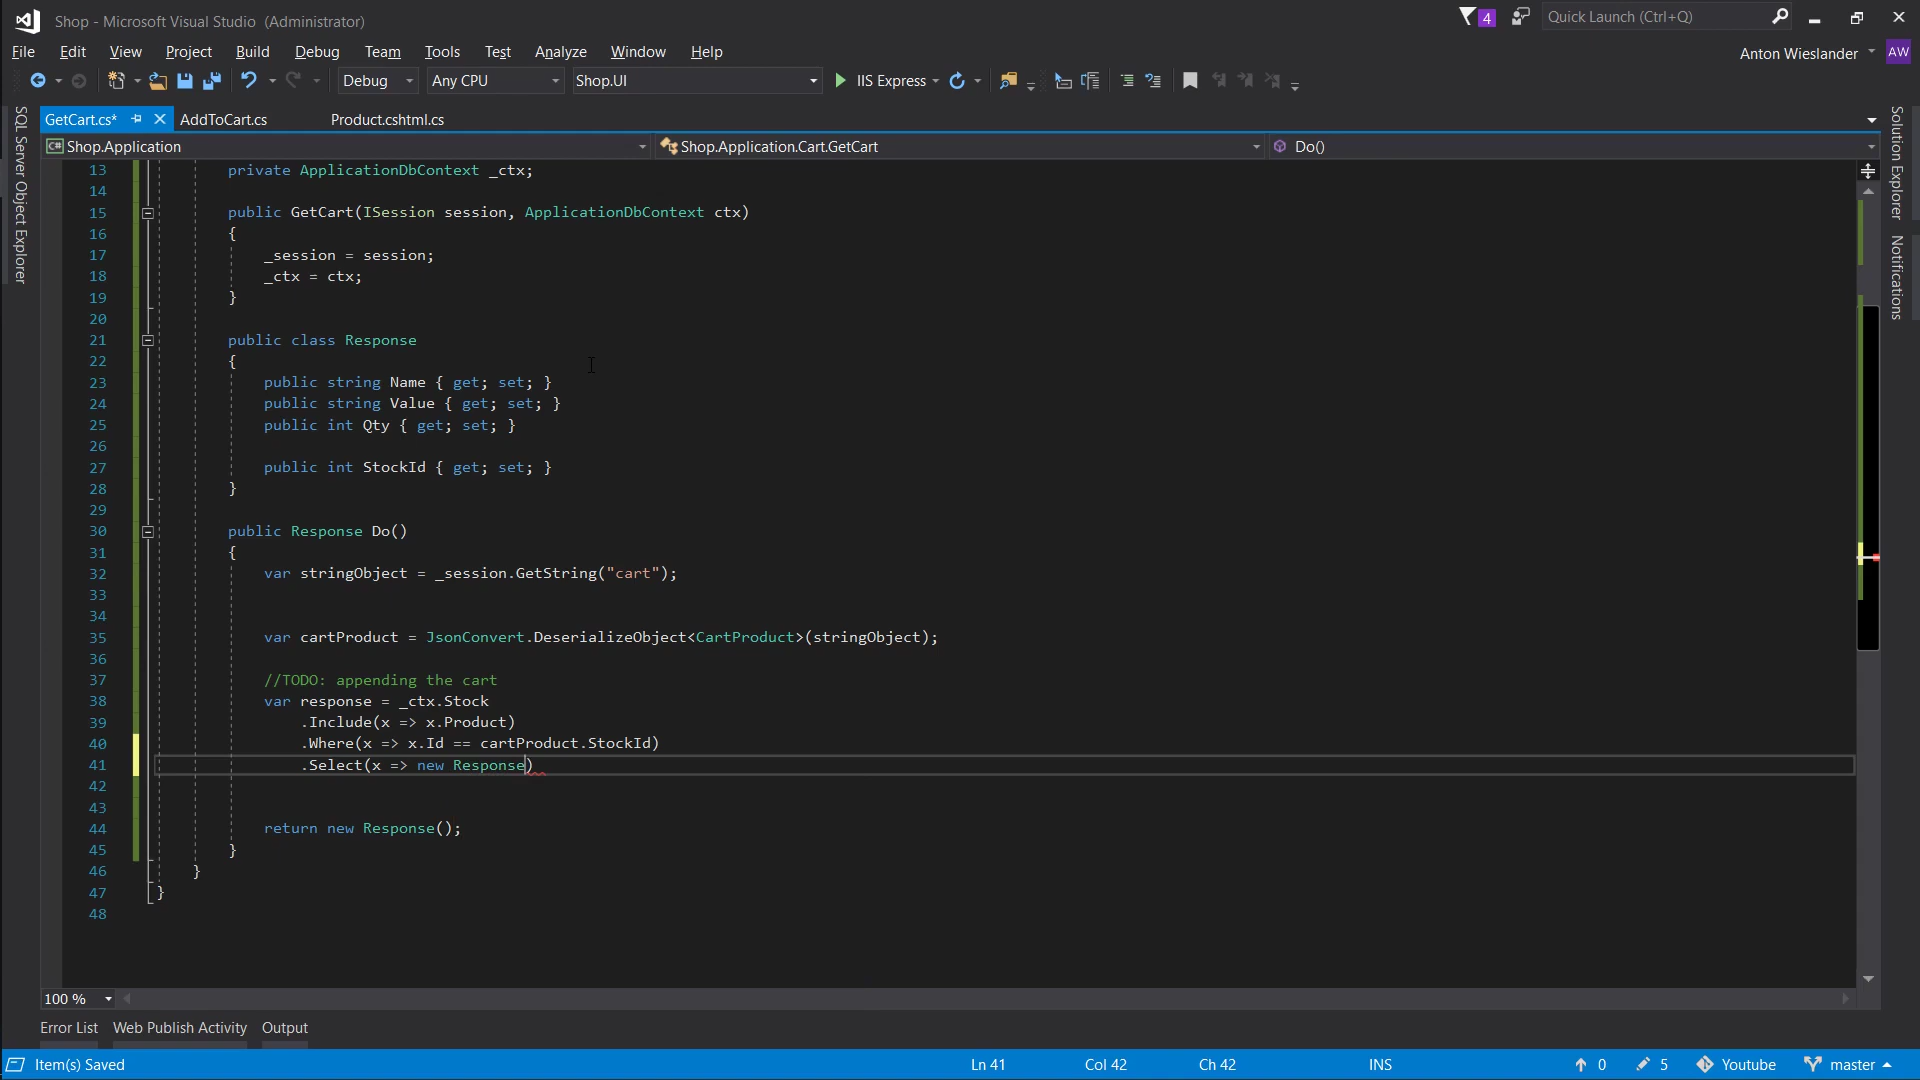 Shop - Microsoft Visual Studio (Administrator)
4
Quick Launch (Ctrl+Q)
File Edit View Project Build Debug Team Tools Test Analyze Window Help
Anton Wieslander AW
Debug Any CPU Shop.UI IIS Express
GetCart.cs* AddToCart.cs Product.cshtml.cs
C# Shop.Application Shop.Application.Cart.GetCart Do()
SQL Server Object Explorer
Solution Explorer
Notifications
13 private ApplicationDbContext _ctx;
14
15 public GetCart(ISession session, ApplicationDbContext ctx)
16 {
17 _session = session;
18 _ctx = ctx;
19 }
20
21 public class Response
22 {
23 public string Name { get; set; }
24 public string Value { get; set; }
25 public int Qty { get; set; }
26
27 public int StockId { get; set; }
28 }
29
30 public Response Do()
31 {
32 var stringObject = _session.GetString("cart");
33
34
35 var cartProduct = JsonConvert.DeserializeObject<CartProduct>(stringObject);
36
37 //TODO: appending the cart
38 var response = _ctx.Stock
39 .Include(x => x.Product)
40 .Where(x => x.Id == cartProduct.StockId)
41 .Select(x => new Response)
42
43
44 return new Response();
45 }
46 }
47 }
48
100 %
Error List Web Publish Activity Output
Item(s) Saved Ln 41 Col 42 Ch 42 INS 0 5 Youtube master